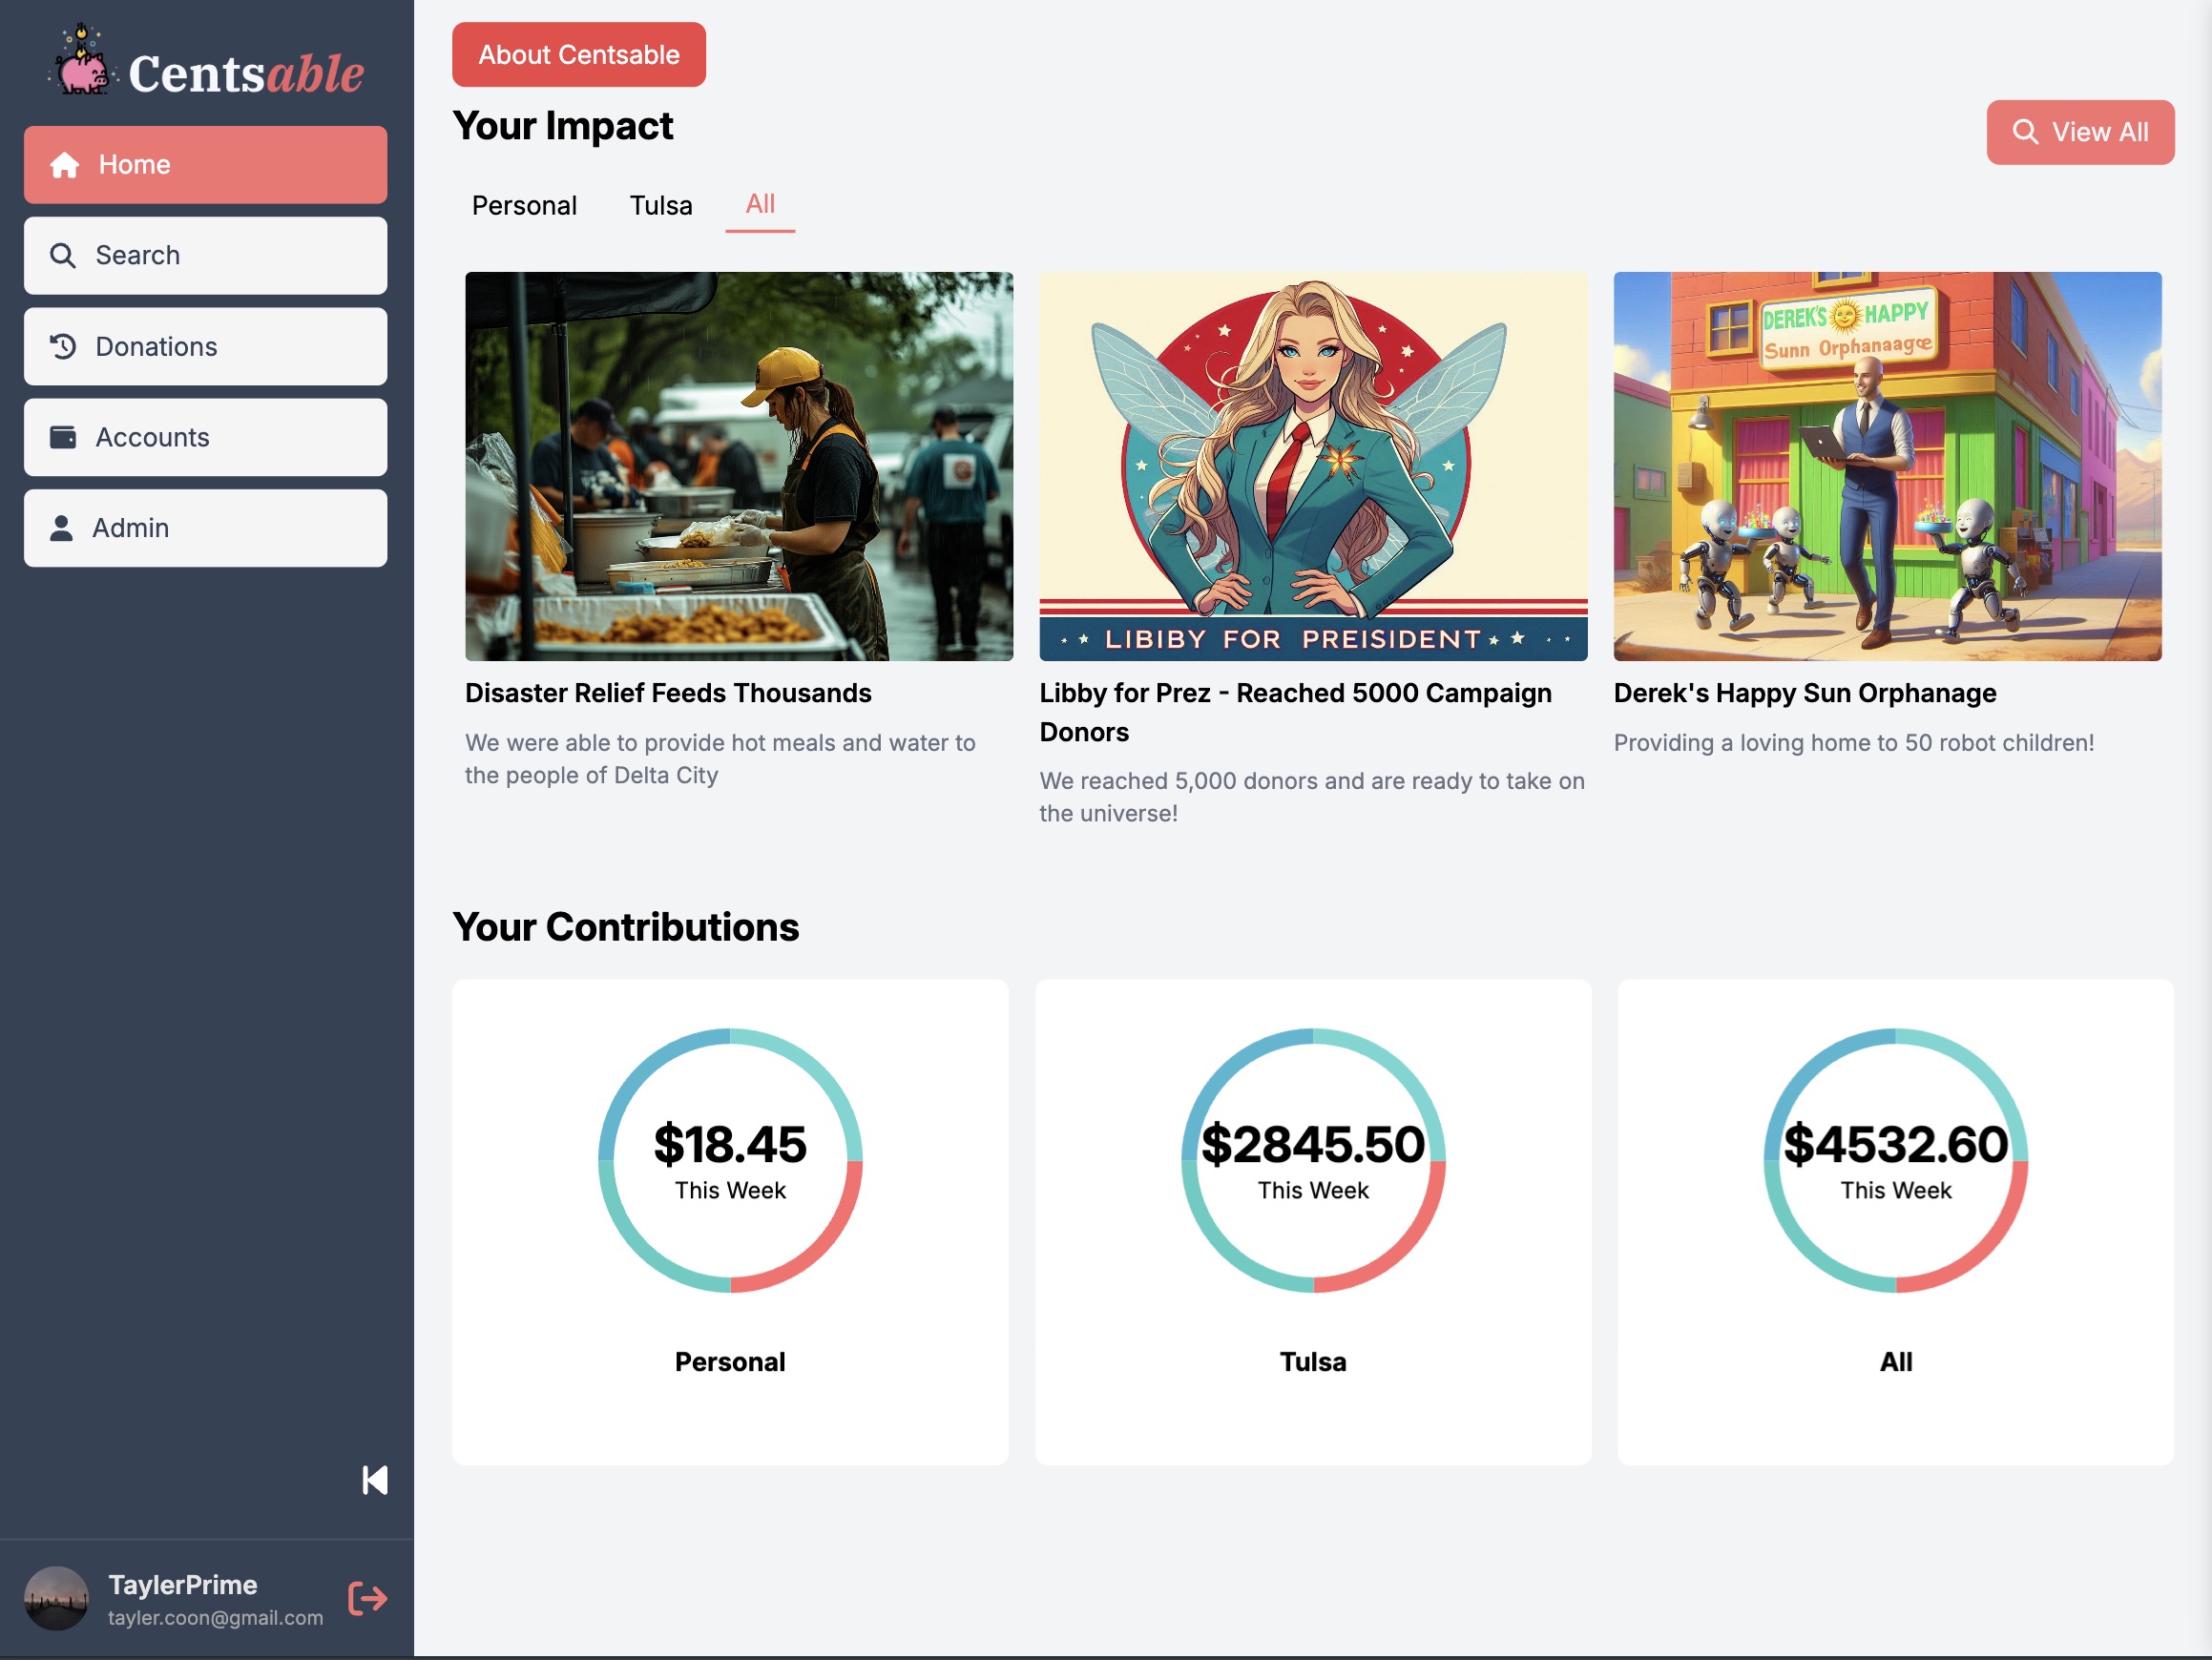 Centsable
Home
Search
Donations
Accounts
Admin
TaylerPrime
tayler.coon@gmail.com
About Centsable
Your Impact
View All
Personal
Tulsa
All
DEREK'S HAPPY
Sunn Orphanaagœ
LIBIBY FOR PREISIDENT
Disaster Relief Feeds Thousands
We were able to provide hot meals and water to
the people of Delta City
Libby for Prez - Reached 5000 Campaign
Donors
We reached 5,000 donors and are ready to take on
the universe!
Derek's Happy Sun Orphanage
Providing a loving home to 50 robot children!
Your Contributions
$18.45
This Week
Personal
$2845.50
This Week
Tulsa
$4532.60
This Week
All